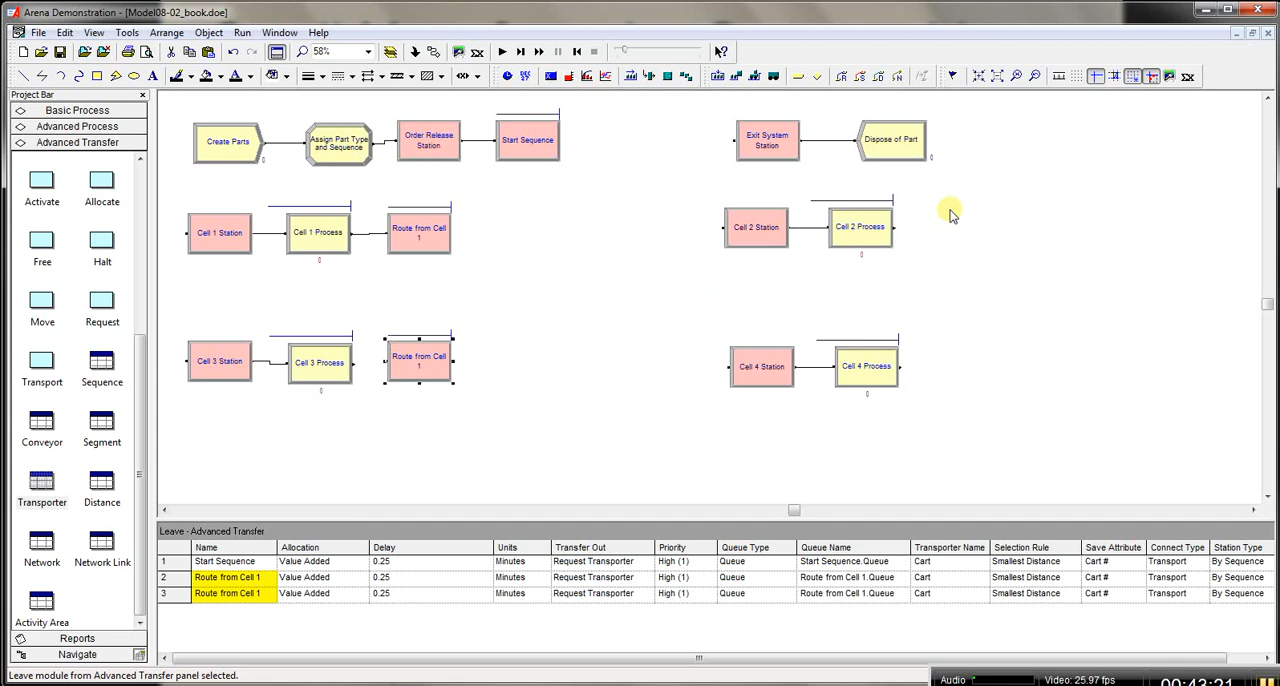 Arena Demonstration - [Model08-02_book.doe]
File Edit View Tools Arrange Object Run Window Help
58%
Project Bar
Basic Process
Advanced Process
Advanced Transfer
Activate Allocate
Free Halt
Move Request
Transport Sequence
Conveyor Segment
Transporter Distance
Network Network Link
Activity Area
Reports
Navigate
Create Parts
0
Assign Part Type
and Sequence
Order Release
Station
Start Sequence
Exit System
Station
Dispose of Part
0
Cell 1 Station
Cell 1 Process
0
Route from Cell
1
Cell 2 Station
Cell 2 Process
0
Cell 3 Station
Cell 3 Process
0
Route from Cell
1
Cell 4 Station
Cell 4 Process
0
Leave - Advanced Transfer
Name Allocation Delay Units Transfer Out Priority Queue Type Queue Name Transporter Name Selection Rule Save Attribute Connect Type Station Type
1 Start Sequence Value Added 0.25 Minutes Request Transporter High (1) Queue Start Sequence.Queue Cart Smallest Distance Cart # Transport By Sequence
2 Route from Cell 1 Value Added 0.25 Minutes Request Transporter High (1) Queue Route from Cell 1.Queue Cart Smallest Distance Cart # Transport By Sequence
3 Route from Cell 1 Value Added 0.25 Minutes Request Transporter High (1) Queue Route from Cell 1.Queue Cart Smallest Distance Cart # Transport By Sequence
Leave module from Advanced Transfer panel selected.
Audio Video: 25.97 fps 00:43:21